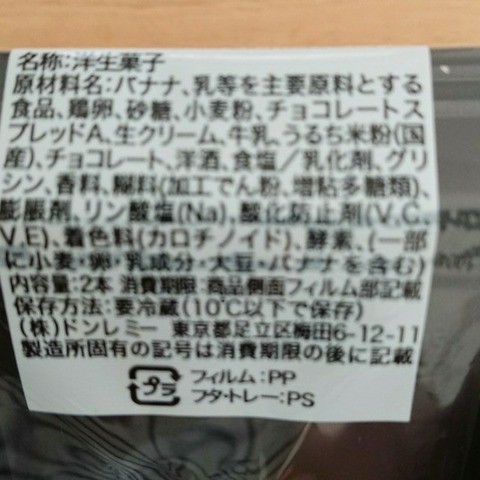 名称:洋生菓子
原材料名:バナナ、乳等を主要原料とする
食品、鶏卵、砂糖、小麦粉、チョコレートス
プレッドA、生クリーム、牛乳、うるち米粉(国
産)、チョコレート、洋酒、食塩/乳化剤、グリ
シン、香料、糊料(加工でん粉、増粘多糖類)、
膨脹剤、リン酸塩(Na)、酸化防止剤(V.C、
V.E)、着色料(カロチノイド)、酵素、(一部
に小麦・卵・乳成分・大豆・バナナを含む)
内容量:2本 消費期限:商品側面フィルム部記載
保存方法:要冷蔵(10℃以下で保存)
(株)ドンレミー 東京都足立区梅田6-12-11
製造所固有の記号は消費期限の後に記載
プラ フィルム:PP
フタ・トレー:PS